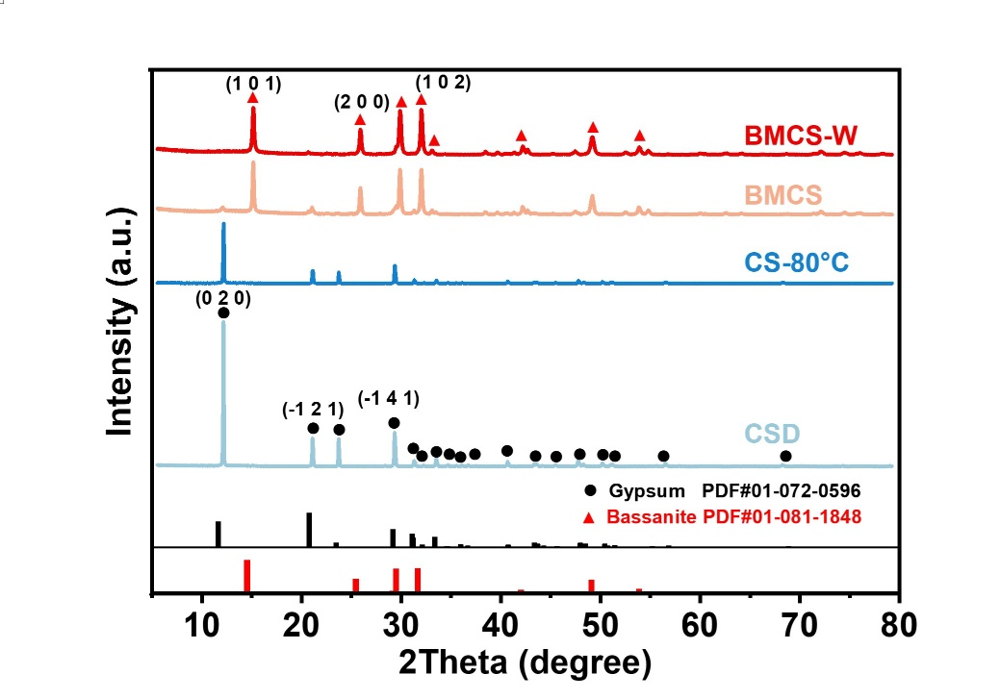 (1 0 1)
(2 0 0)
(1 0 2)
BMCS-W
BMCS
CS-80°C
(0 2 0)
(-1 2 1)
(-1 4 1)
CSD
Gypsum PDF#01-072-0596
Bassanite PDF#01-081-1848
Intensity (a.u.)
10 20 30 40 50 60 70 80
2Theta (degree)